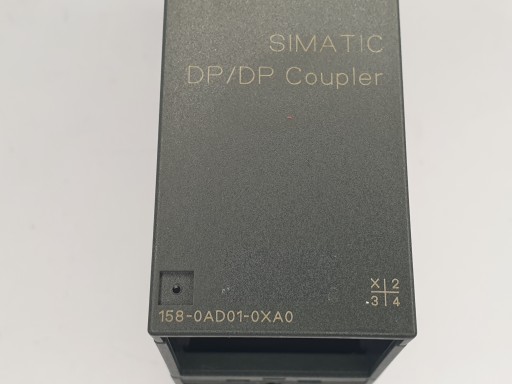 SIMATIC
DP/DP Coupler
X 2
.3 4
158-0AD01-0XA0